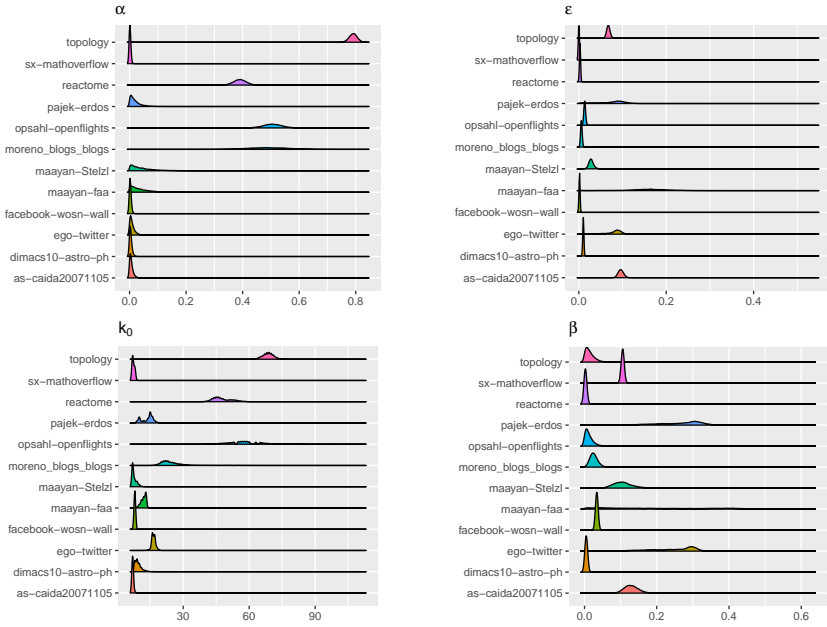 α
topology
sx−mathoverflow
reactome
pajek−erdos
opsahl−openflights
moreno_blogs_blogs
maayan−Stelzl
maayan−faa
facebook−wosn−wall
ego−twitter
dimacs10−astro−ph
as−caida20071105
0.0 0.2 0.4 0.6 0.8
ε
topology
sx−mathoverflow
reactome
pajek−erdos
opsahl−openflights
moreno_blogs_blogs
maayan−Stelzl
maayan−faa
facebook−wosn−wall
ego−twitter
dimacs10−astro−ph
as−caida20071105
0.0 0.2 0.4
k0
topology
sx−mathoverflow
reactome
pajek−erdos
opsahl−openflights
moreno_blogs_blogs
maayan−Stelzl
maayan−faa
facebook−wosn−wall
ego−twitter
dimacs10−astro−ph
as−caida20071105
30 60 90
β
topology
sx−mathoverflow
reactome
pajek−erdos
opsahl−openflights
moreno_blogs_blogs
maayan−Stelzl
maayan−faa
facebook−wosn−wall
ego−twitter
dimacs10−astro−ph
as−caida20071105
0.0 0.2 0.4 0.6